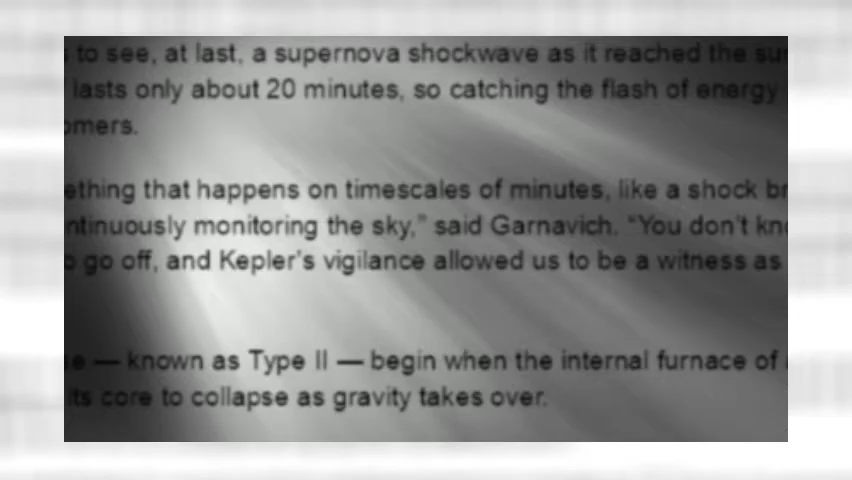 to see, at last, a supernova shockwave as it reached the
lasts only about 20 minutes, so catching the flash of energy
omers.
ething that happens on timescales of minutes, like a shock br
ntinuously monitoring the sky,” said Garnavich. “You don’t kn
go off, and Kepler’s vigilance allowed us to be a witness as
— known as Type II — begin when the internal furnace of
its core to collapse as gravity takes over.